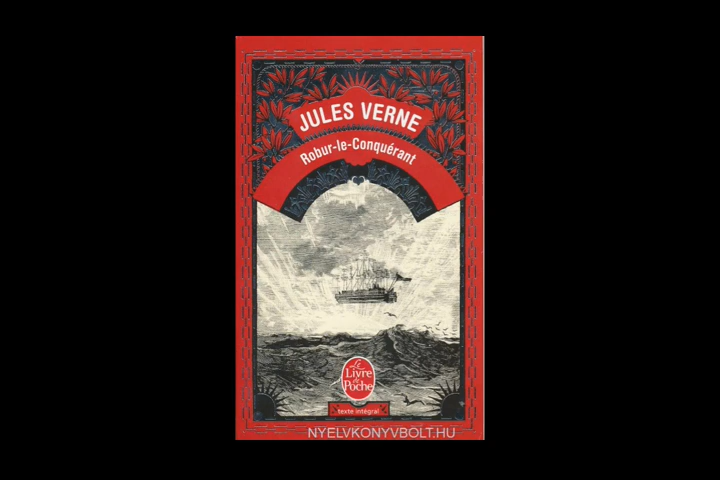 JULES VERNE
Robur-le-Conquérant
Le
Livre
de
Poche
texte intégral
NYELVKONYVBOLT.HU